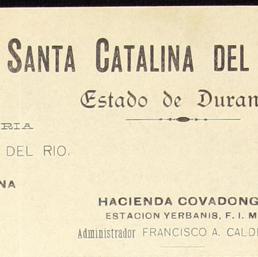 SANTA CATALINA DEL
Estado de Duran
RIA
DEL RIO.
NA
HACIENDA COVADONG
ESTACION YERBANIS, F. I. M
Administrador FRANCISCO A. CALD